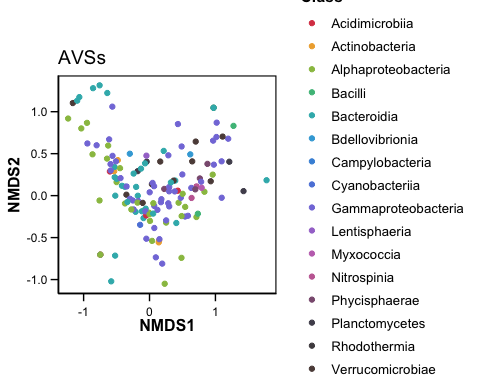 Class
AVSs
Acidimicrobiia
Actinobacteria
Alphaproteobacteria
Bacilli
Bacteroidia
Bdellovibrionia
Campylobacteria
Cyanobacteriia
Gammaproteobacteria
Lentisphaeria
Myxococcia
Nitrospinia
Phycisphaerae
Planctomycetes
Rhodothermia
Verrucomicrobiae
NMDS2
1.0
0.5
0.0
-0.5
-1.0
-1
0
1
NMDS1